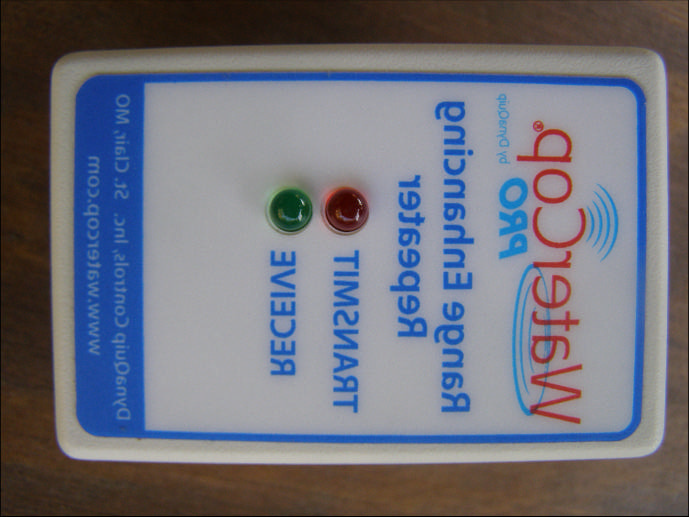 WaterCop®
PRO
by DynaQuip
Range Enhancing
Repeater
TRANSMIT
RECEIVE
DynaQuip Controls, Inc. St. Clair, MO
www.watercop.com